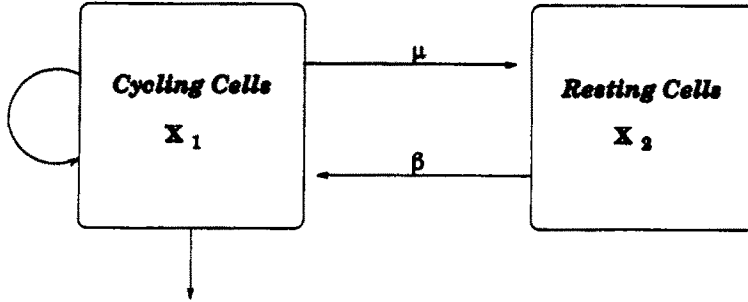 μ
Cycling Cells
Resting Cells
X 1
X 2
β